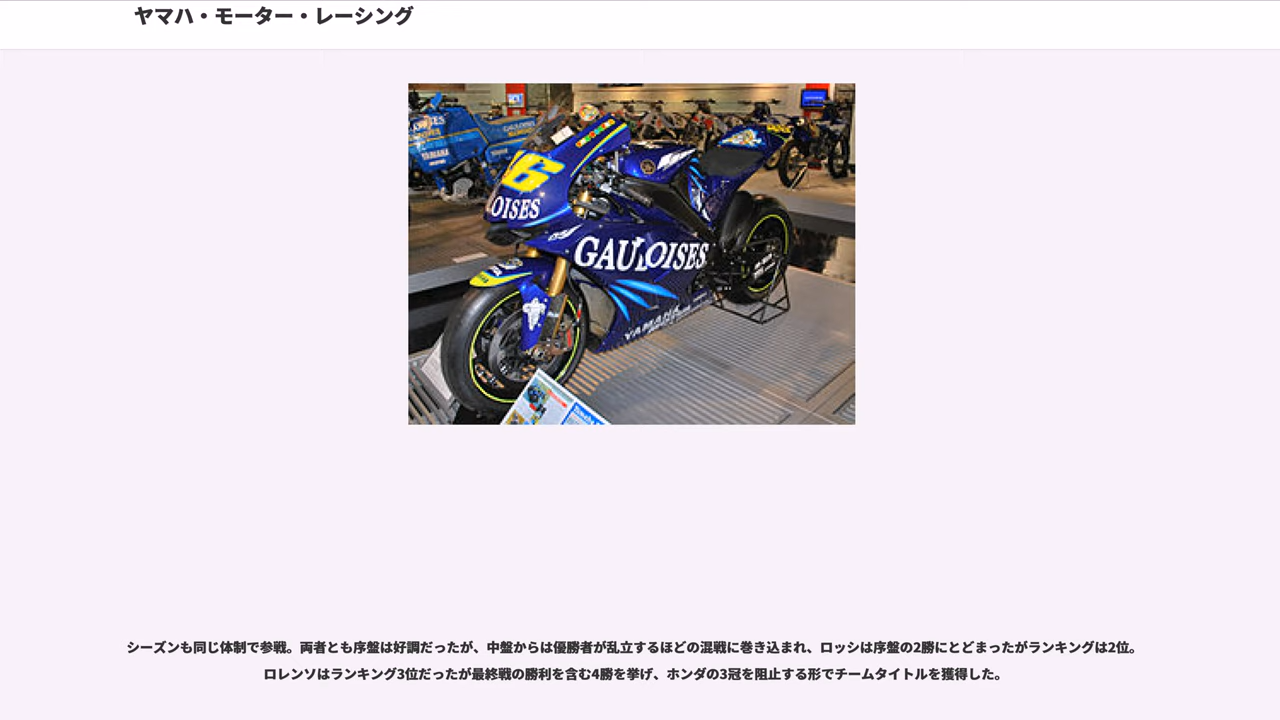 ヤマハ・モーター・レーシング
GAULOISES
YAMAHA
6
OISES
GAULOISES
YAMAHA
シーズンも同じ体制で参戦。両者とも序盤は好調だったが、中盤からは優勝者が乱立するほどの混戦に巻き込まれ、ロッシは序盤の2勝にとどまったがランキングは2位。
ロレンソはランキング3位だったが最終戦の勝利を含む4勝を挙げ、ホンダの3冠を阻止する形でチームタイトルを獲得した。